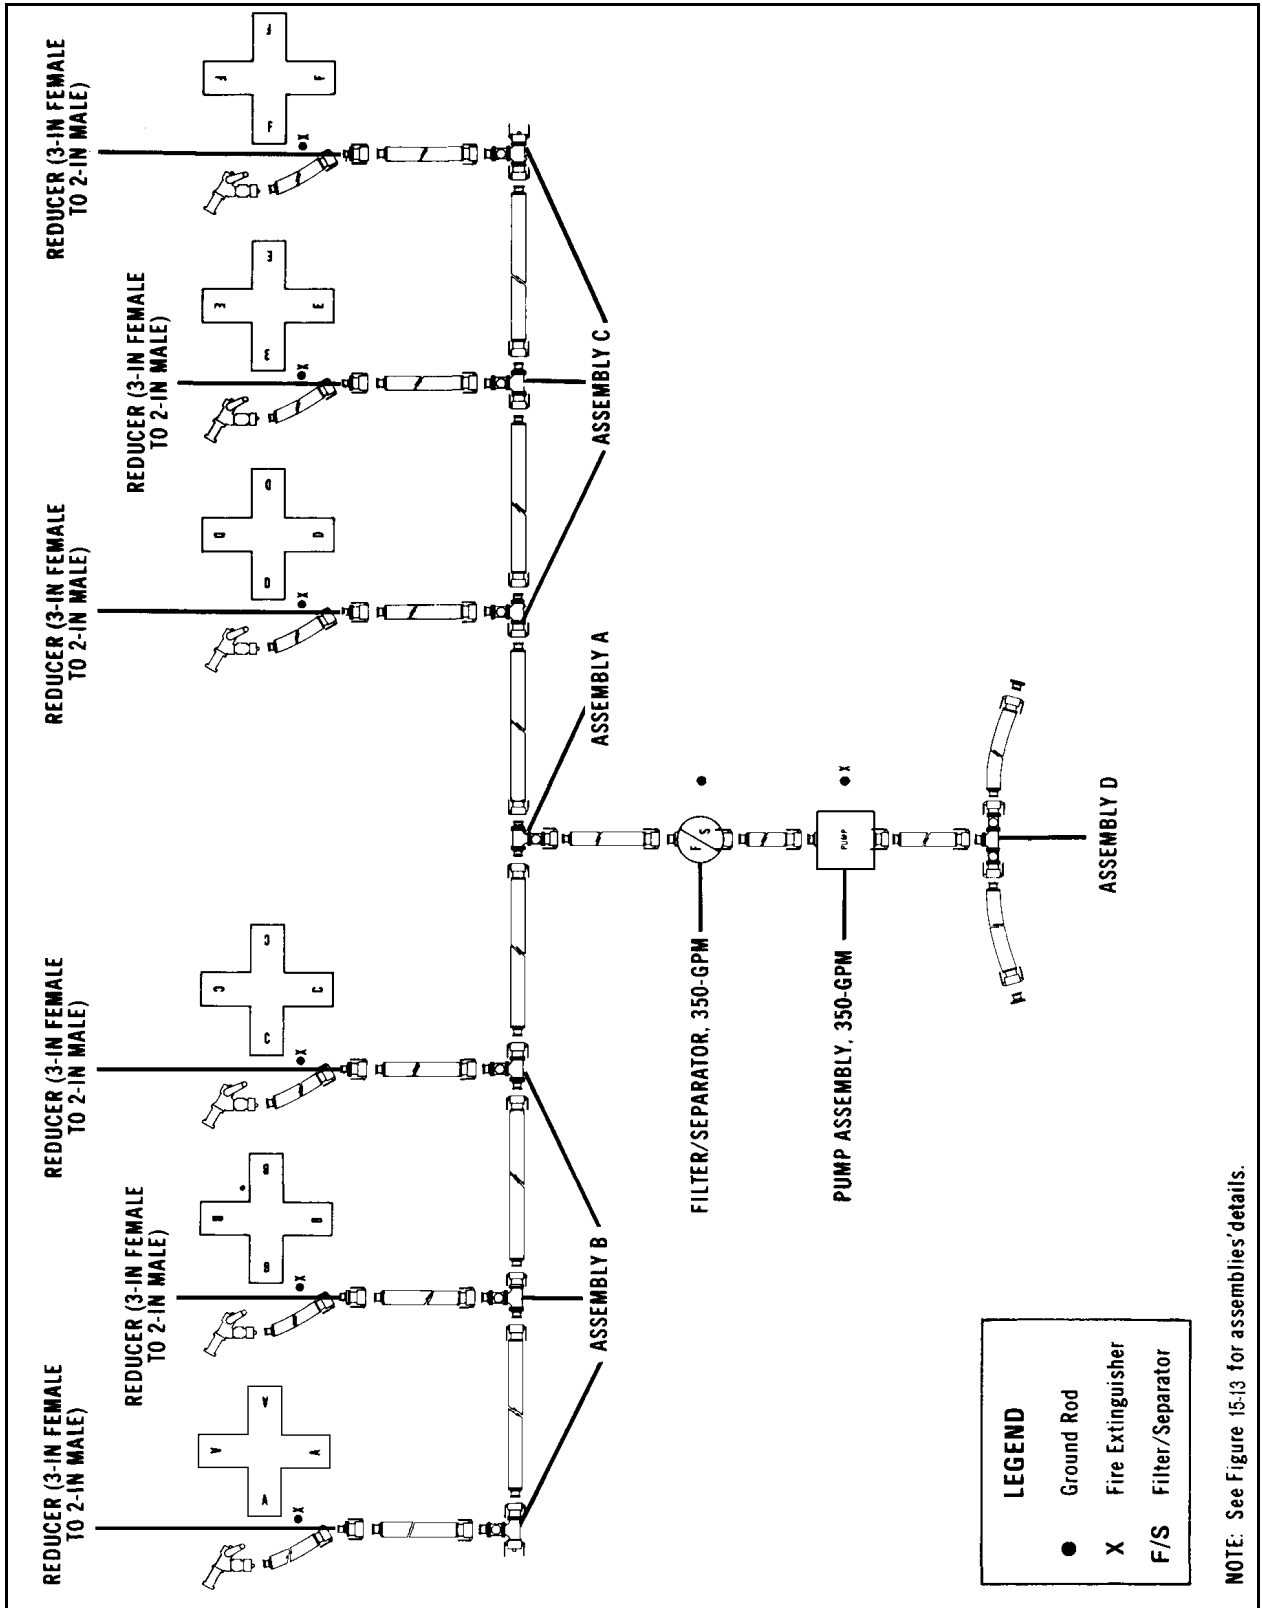 REDUCER (3-IN FEMALE
TO 2-IN MALE)
REDUCER (3-IN FEMALE
TO 2-IN MALE)
REDUCER (3-IN FEMALE
TO 2-IN MALE)
REDUCER (3-IN FEMALE
TO 2-IN MALE)
REDUCER (3-IN FEMALE
TO 2-IN MALE)
REDUCER (3-IN FEMALE
TO 2-IN MALE)
A A A A
B B B B
C C C C
D D D D
E E E E
F F F F
X
X
X
X
X
X
ASSEMBLY B
ASSEMBLY A
ASSEMBLY C
FILTER/SEPARATOR, 350-GPM
F S
PUMP ASSEMBLY, 350-GPM
PUMP
X
ASSEMBLY D
LEGEND
Ground Rod
X Fire Extinguisher
F/S Filter/Separator
NOTE: See Figure 15-13 for assemblies' details.